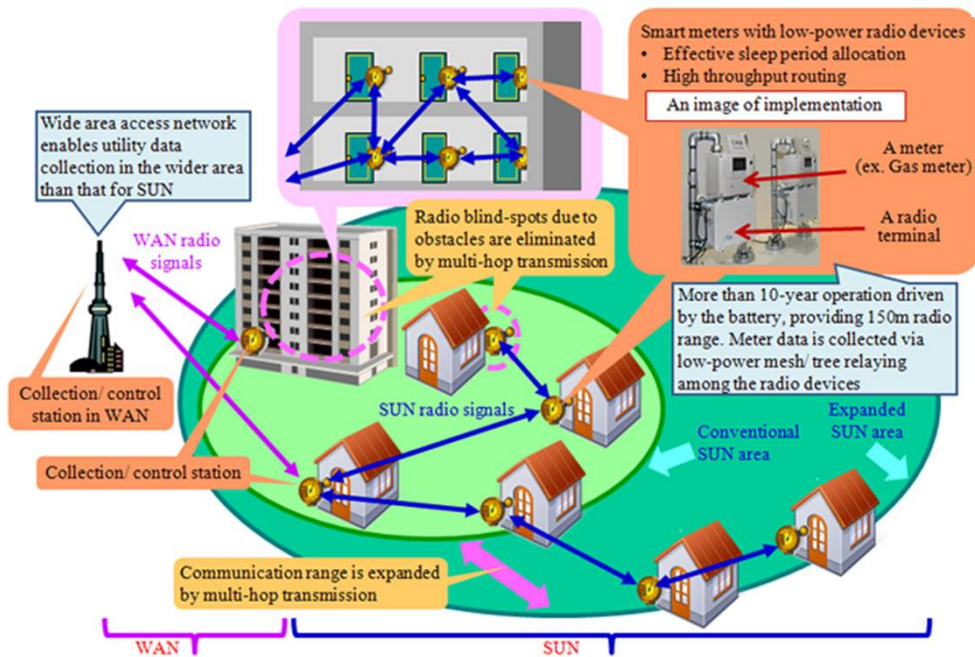 Smart meters with low-power radio devices
• Effective sleep period allocation
• High throughput routing
An image of implementation
A meter
(ex. Gas meter)
A radio
terminal
Wide area access network
enables utility data
collection in the wider area
than that for SUN
WAN radio
signals
Radio blind-spots due to
obstacles are eliminated
by multi-hop transmission
More than 10-year operation driven
by the battery, providing 150m radio
range. Meter data is collected via
low-power mesh/ tree relaying
among the radio devices
Collection/ control
station in WAN
SUN radio signals
Conventional
SUN area
Expanded
SUN area
Collection/ control station
Communication range is expanded
by multi-hop transmission
WAN
SUN